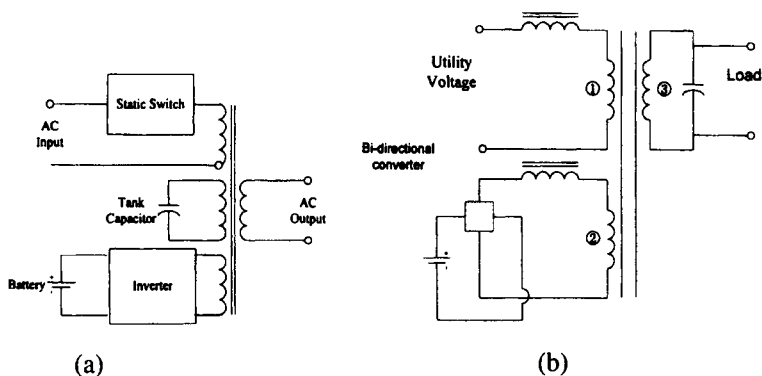 Static Switch
AC
Input
Tank
Capacitor
AC
Output
Battery
+
Inverter
(a)
Utility
Voltage
①
③
Load
Bi-directional
converter
②
+
(b)